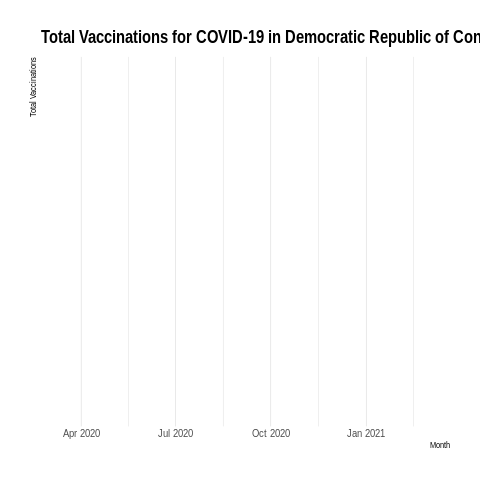 Total Vaccinations for COVID-19 in Democratic Republic of Con
Total Vaccinations
Apr 2020
Jul 2020
Oct 2020
Jan 2021
Month